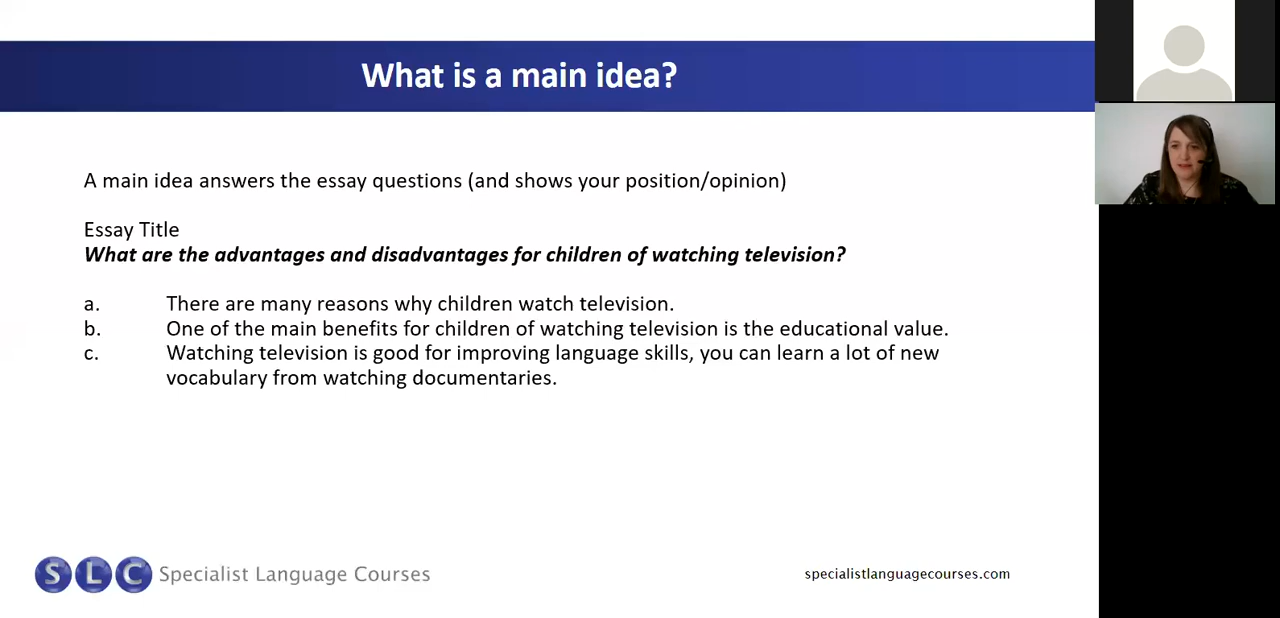 What is a main idea?
A main idea answers the essay questions (and shows your position/opinion)
Essay Title
What are the advantages and disadvantages for children of watching television?
a. There are many reasons why children watch television.
b. One of the main benefits for children of watching television is the educational value.
c. Watching television is good for improving language skills, you can learn a lot of new
vocabulary from watching documentaries.
SLC Specialist Language Courses
specialistlanguagecourses.com